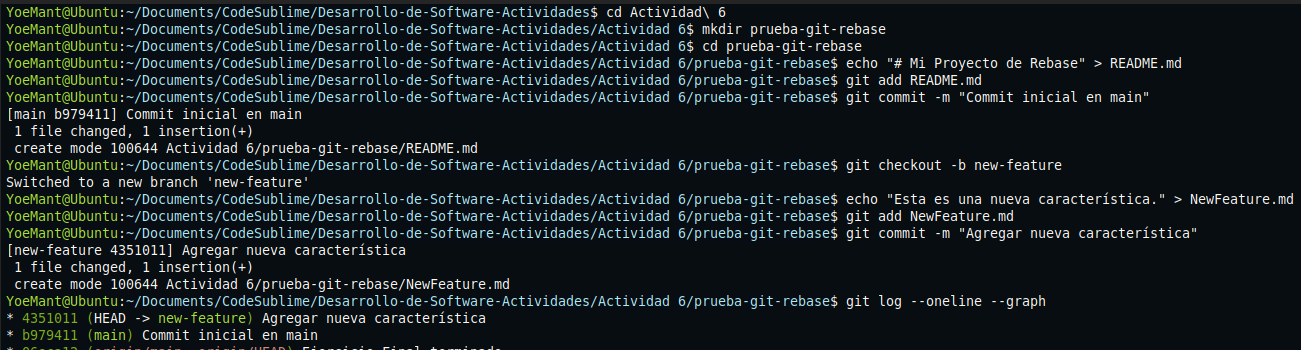 YoeMant@Ubuntu:~/Documents/CodeSublime/Desarrollo-de-Software-Actividades$ cd Actividad\ 6
YoeMant@Ubuntu:~/Documents/CodeSublime/Desarrollo-de-Software-Actividades/Actividad 6$ mkdir prueba-git-rebase
YoeMant@Ubuntu:~/Documents/CodeSublime/Desarrollo-de-Software-Actividades/Actividad 6$ cd prueba-git-rebase
YoeMant@Ubuntu:~/Documents/CodeSublime/Desarrollo-de-Software-Actividades/Actividad 6/prueba-git-rebase$ echo "# Mi Proyecto de Rebase" > README.md
YoeMant@Ubuntu:~/Documents/CodeSublime/Desarrollo-de-Software-Actividades/Actividad 6/prueba-git-rebase$ git add README.md
YoeMant@Ubuntu:~/Documents/CodeSublime/Desarrollo-de-Software-Actividades/Actividad 6/prueba-git-rebase$ git commit -m "Commit inicial en main"
[main b979411] Commit inicial en main
 1 file changed, 1 insertion(+)
 create mode 100644 Actividad 6/prueba-git-rebase/README.md
YoeMant@Ubuntu:~/Documents/CodeSublime/Desarrollo-de-Software-Actividades/Actividad 6/prueba-git-rebase$ git checkout -b new-feature
Switched to a new branch 'new-feature'
YoeMant@Ubuntu:~/Documents/CodeSublime/Desarrollo-de-Software-Actividades/Actividad 6/prueba-git-rebase$ echo "Esta es una nueva característica." > NewFeature.md
YoeMant@Ubuntu:~/Documents/CodeSublime/Desarrollo-de-Software-Actividades/Actividad 6/prueba-git-rebase$ git add NewFeature.md
YoeMant@Ubuntu:~/Documents/CodeSublime/Desarrollo-de-Software-Actividades/Actividad 6/prueba-git-rebase$ git commit -m "Agregar nueva característica"
[new-feature 4351011] Agregar nueva característica
 1 file changed, 1 insertion(+)
 create mode 100644 Actividad 6/prueba-git-rebase/NewFeature.md
YoeMant@Ubuntu:~/Documents/CodeSublime/Desarrollo-de-Software-Actividades/Actividad 6/prueba-git-rebase$ git log --oneline --graph
* 4351011 (HEAD -> new-feature) Agregar nueva característica
* b979411 (main) Commit inicial en main
* (origin/main, origin/HEAD) Ejercicio Final terminado